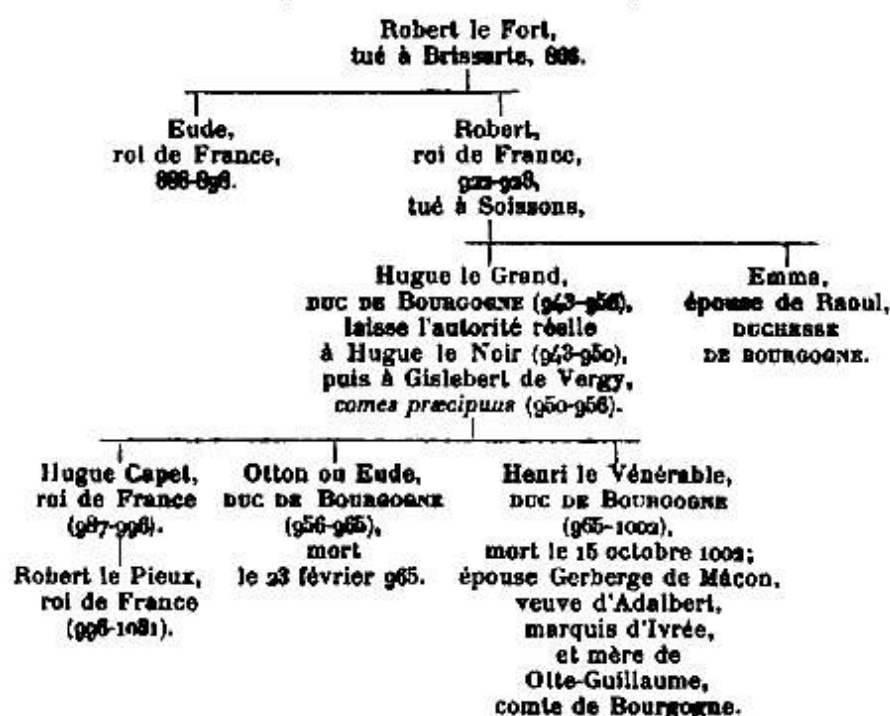 Robert le Fort,
tué à Brissarte, 866.
Eude,
roi de France,
888-898.
Robert,
roi de France,
922-923,
tué à Soissons,
Hugue le Grand,
DUC DE BOURGOGNE (943-956),
laisse l'autorité réelle
à Hugue le Noir (943-950),
puis à Gislebert de Vergy,
comes præcipuus (950-956).
Emma,
épouse de Raoul,
DUCHESSE
DE BOURGOGNE.
Hugue Capet,
roi de France
(987-996).
Robert le Pieux,
roi de France
(996-1031).
Otton ou Eude,
DUC DE BOURGOGNE
(956-965),
mort
le 23 février 965.
Henri le Vénérable,
DUC DE BOURGOGNE
(965-1002),
mort le 15 octobre 1002;
épouse Gerberge de Mâcon,
veuve d'Adalbert,
marquis d'Ivrée,
et mère de
Otte-Guillaume,
comte de Bourgogne.